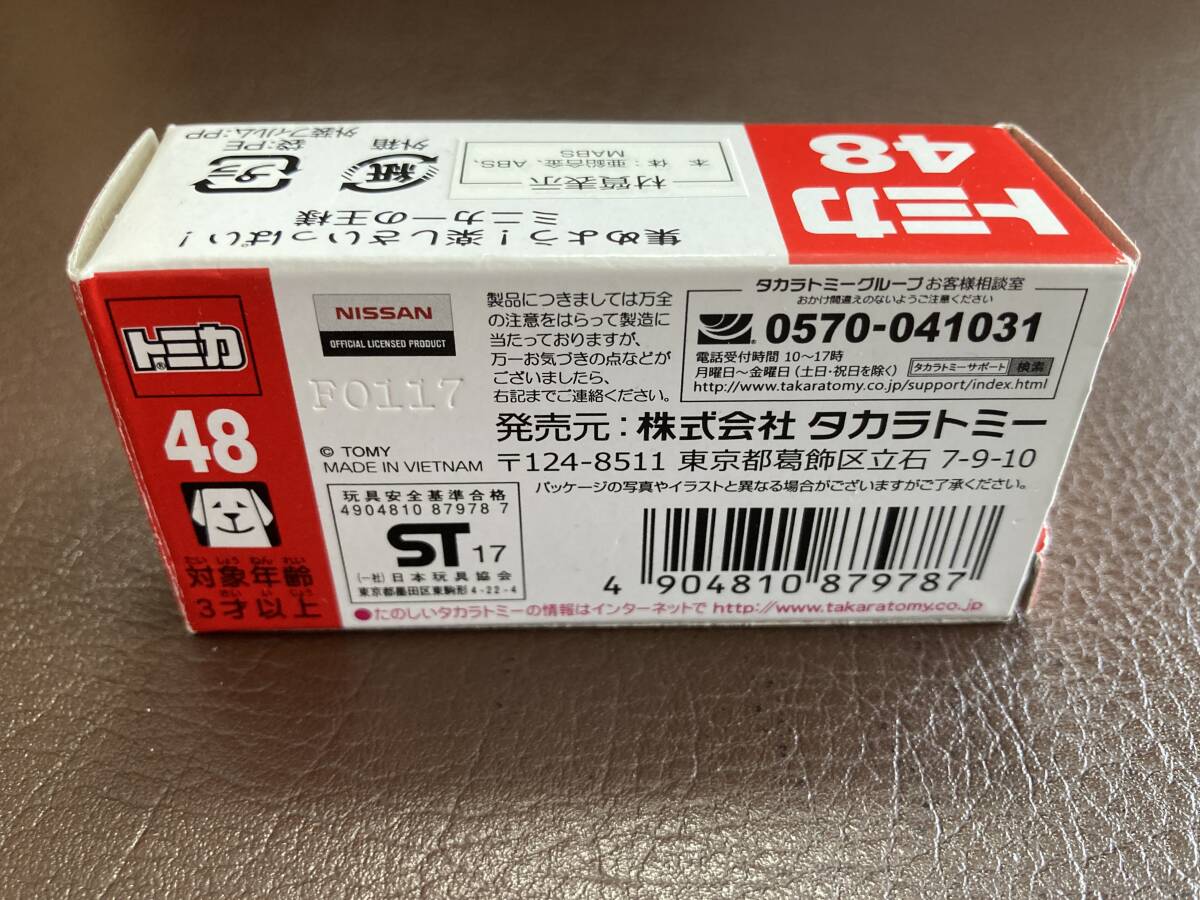 トミカ
48
本体:亜鉛合金、ABS、
MABS
材質表示
外装フィルム:PP
袋:PE
プラ
外箱
紙
集めよう!楽しさいっぱい!
ミニカーの王様
トミカ®
48
たい しょう ねん れい
対象年齢
さい い じょう
3才以上
NISSAN
OFFICIAL LICENSED PRODUCT
F0117
© TOMY
MADE IN VIETNAM
玩具安全基準合格
4904810 87978 7
ST 17
(一社)日本玩具協会
東京都墨田区東駒形4-22-4
製品につきましては万全
の注意をはらって製造に
当たっておりますが、
万一お気づきの点などが
ございましたら、
右記までご連絡ください。
タカラトミーグループお客様相談室
おかけ間違えのないようご注意ください
0570-041031
電話受付時間 10〜17時
月曜日〜金曜日(土日・祝日を除く) タカラトミーサポート 検索
http://www.takaratomy.co.jp/support/index.html
発売元:株式会社 タカラトミー
〒124-8511 東京都葛飾区立石 7-9-10
パッケージの写真やイラストと異なる場合がございますがご了承ください。
4 904810 879787
●たのしいタカラトミーの情報はインターネットで http://www.takaratomy.co.jp